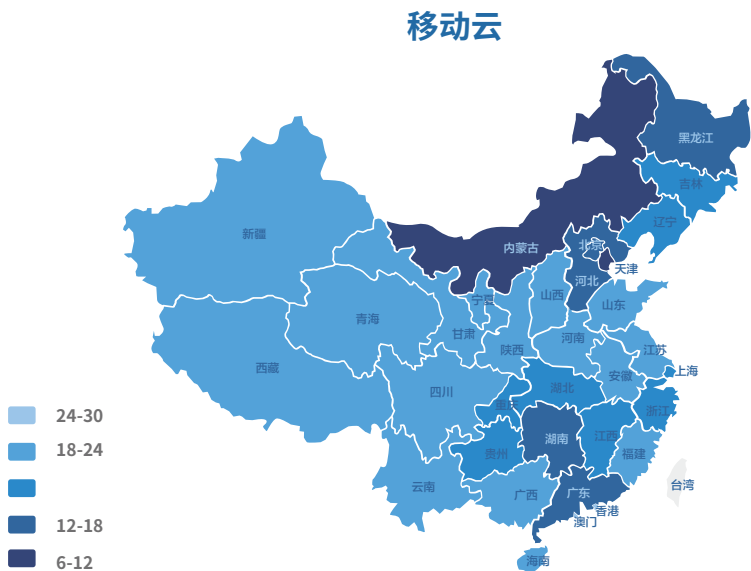 移动云
黑龙江
吉林
辽宁
新疆
内蒙古
北京
天津
河北
山西
宁夏
山东
青海
甘肃
河南
陕西
江苏
西藏
上海
安徽
四川
湖北
重庆
浙江
24-30
湖南
江西
18-24
贵州
福建
云南
广西
广东
台湾
香港
澳门
12-18
海南
6-12